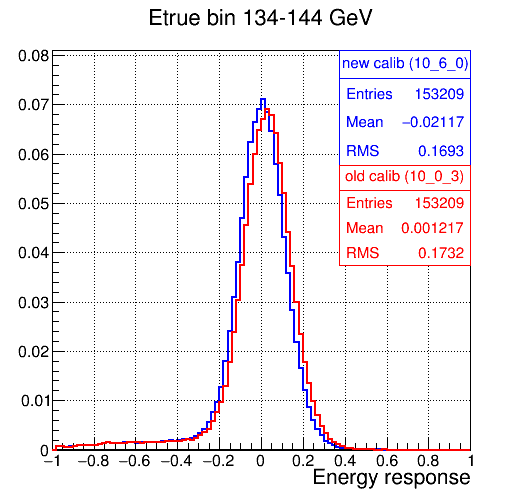 Etrue bin 134-144 GeV
0.08
0.07
0.06
0.05
0.04
0.03
0.02
0.01
0
new calib (10_6_0)
Entries 153209
Mean −0.02117
RMS 0.1693
old calib (10_0_3)
Entries 153209
Mean 0.001217
RMS 0.1732
−1 −0.8 −0.6 −0.4 −0.2 0 0.2 0.4 0.6 0.8 1
Energy response